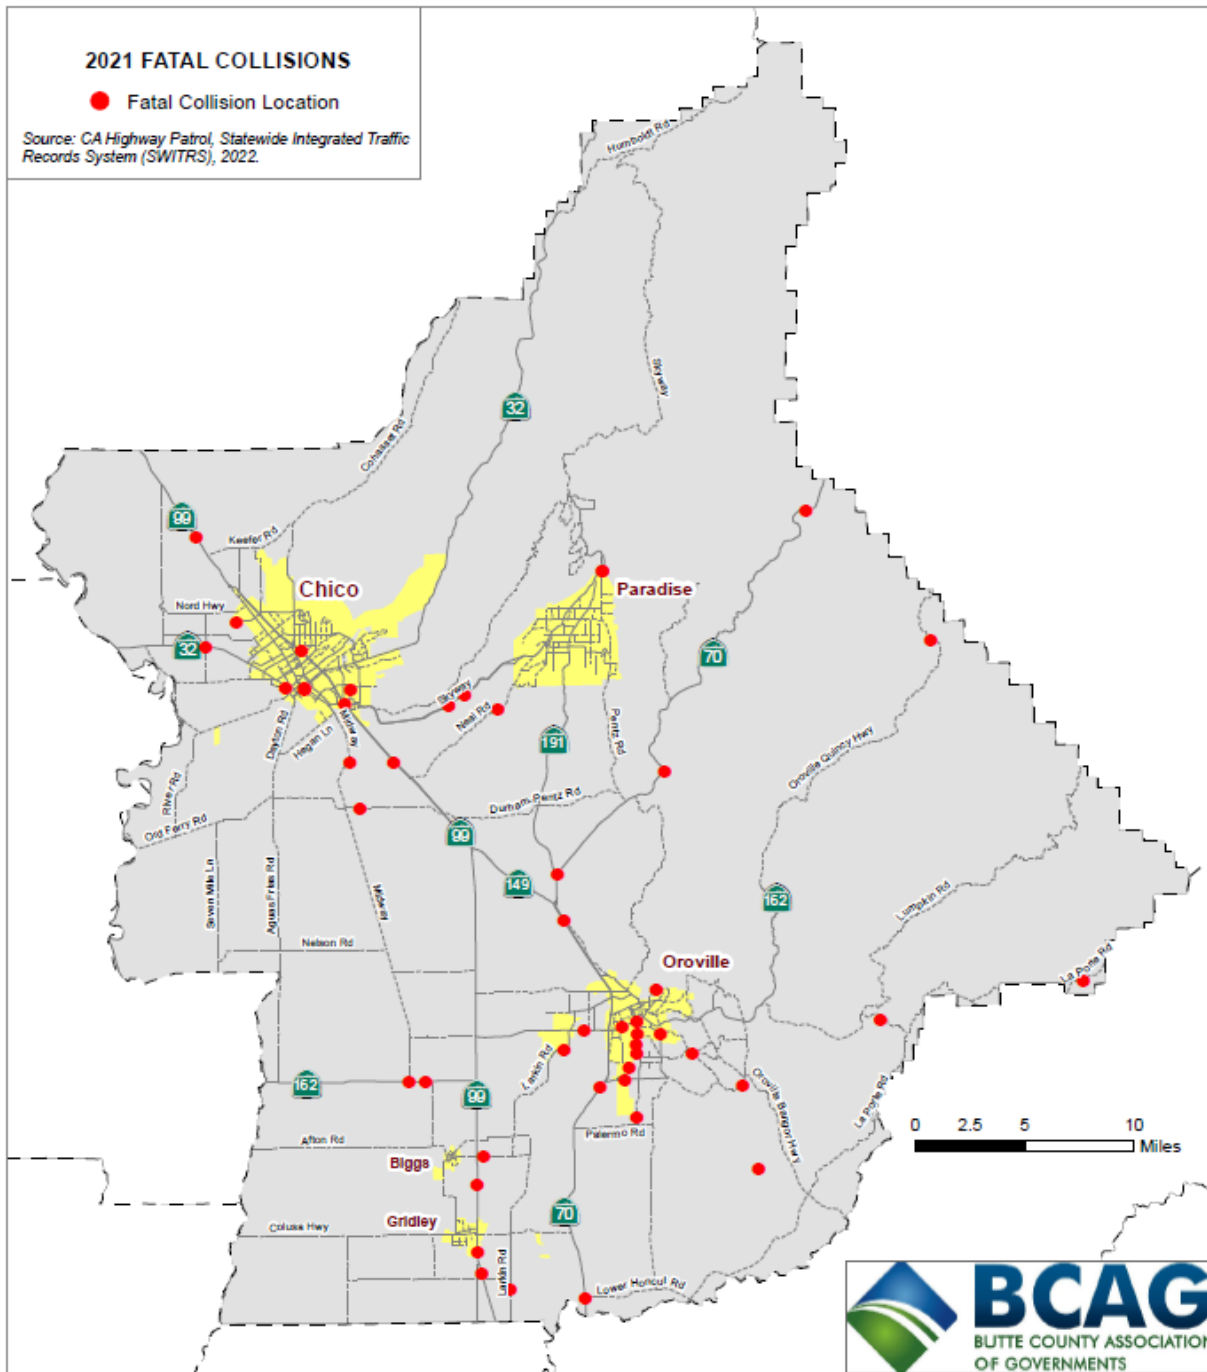 2021 FATAL COLLISIONS
Fatal Collision Location
Source: CA Highway Patrol, Statewide Integrated Traffic
Records System (SWITRS), 2022.
Humboldt Rd
Skyway
32
Cohasset Rd
99
Keefer Rd
Chico
Paradise
Nord Hwy
32
70
Skyway
Neal Rd
Dayton Rd
Hegan Ln
Midway
191
Pentz Rd
Oroville Quincy Hwy
River Rd
Durham-Pentz Rd
Old Ferry Rd
99
149
Seven Mile Ln
Aguas Frias Rd
Midway
162
Lumpkin Rd
Nelson Rd
Oroville
La Porte Rd
Larkin Rd
162
99
Oroville Bangor Hwy
La Porte Rd
0 2.5 5 10
Miles
Afton Rd
Palermo Rd
Biggs
Gridley
70
Colusa Hwy
Larkin Rd
Lower Honcut Rd
BCAG
BUTTE COUNTY ASSOCIATION
OF GOVERNMENTS